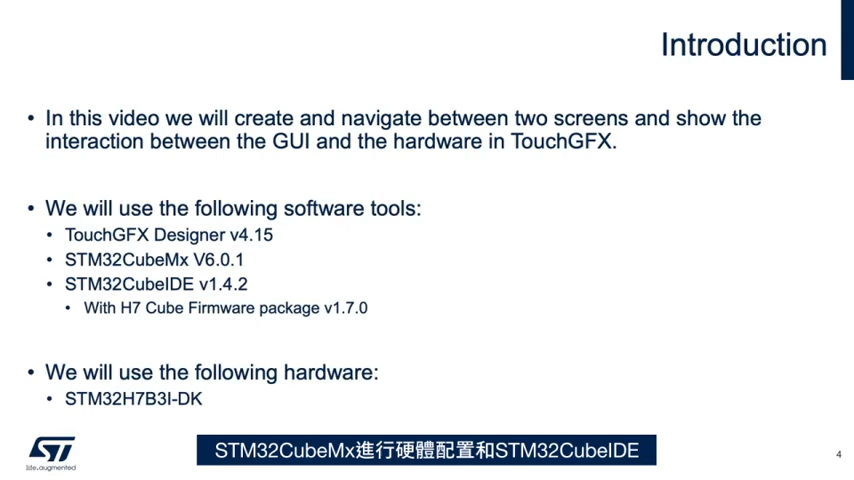 Introduction
• In this video we will create and navigate between two screens and show the
interaction between the GUI and the hardware in TouchGFX.
• We will use the following software tools:
• TouchGFX Designer v4.15
• STM32CubeMx V6.0.1
• STM32CubeIDE v1.4.2
• With H7 Cube Firmware package v1.7.0
• We will use the following hardware:
• STM32H7B3I-DK
ST
life.augmented
STM32CubeMx進行硬體配置和STM32CubeIDE
4